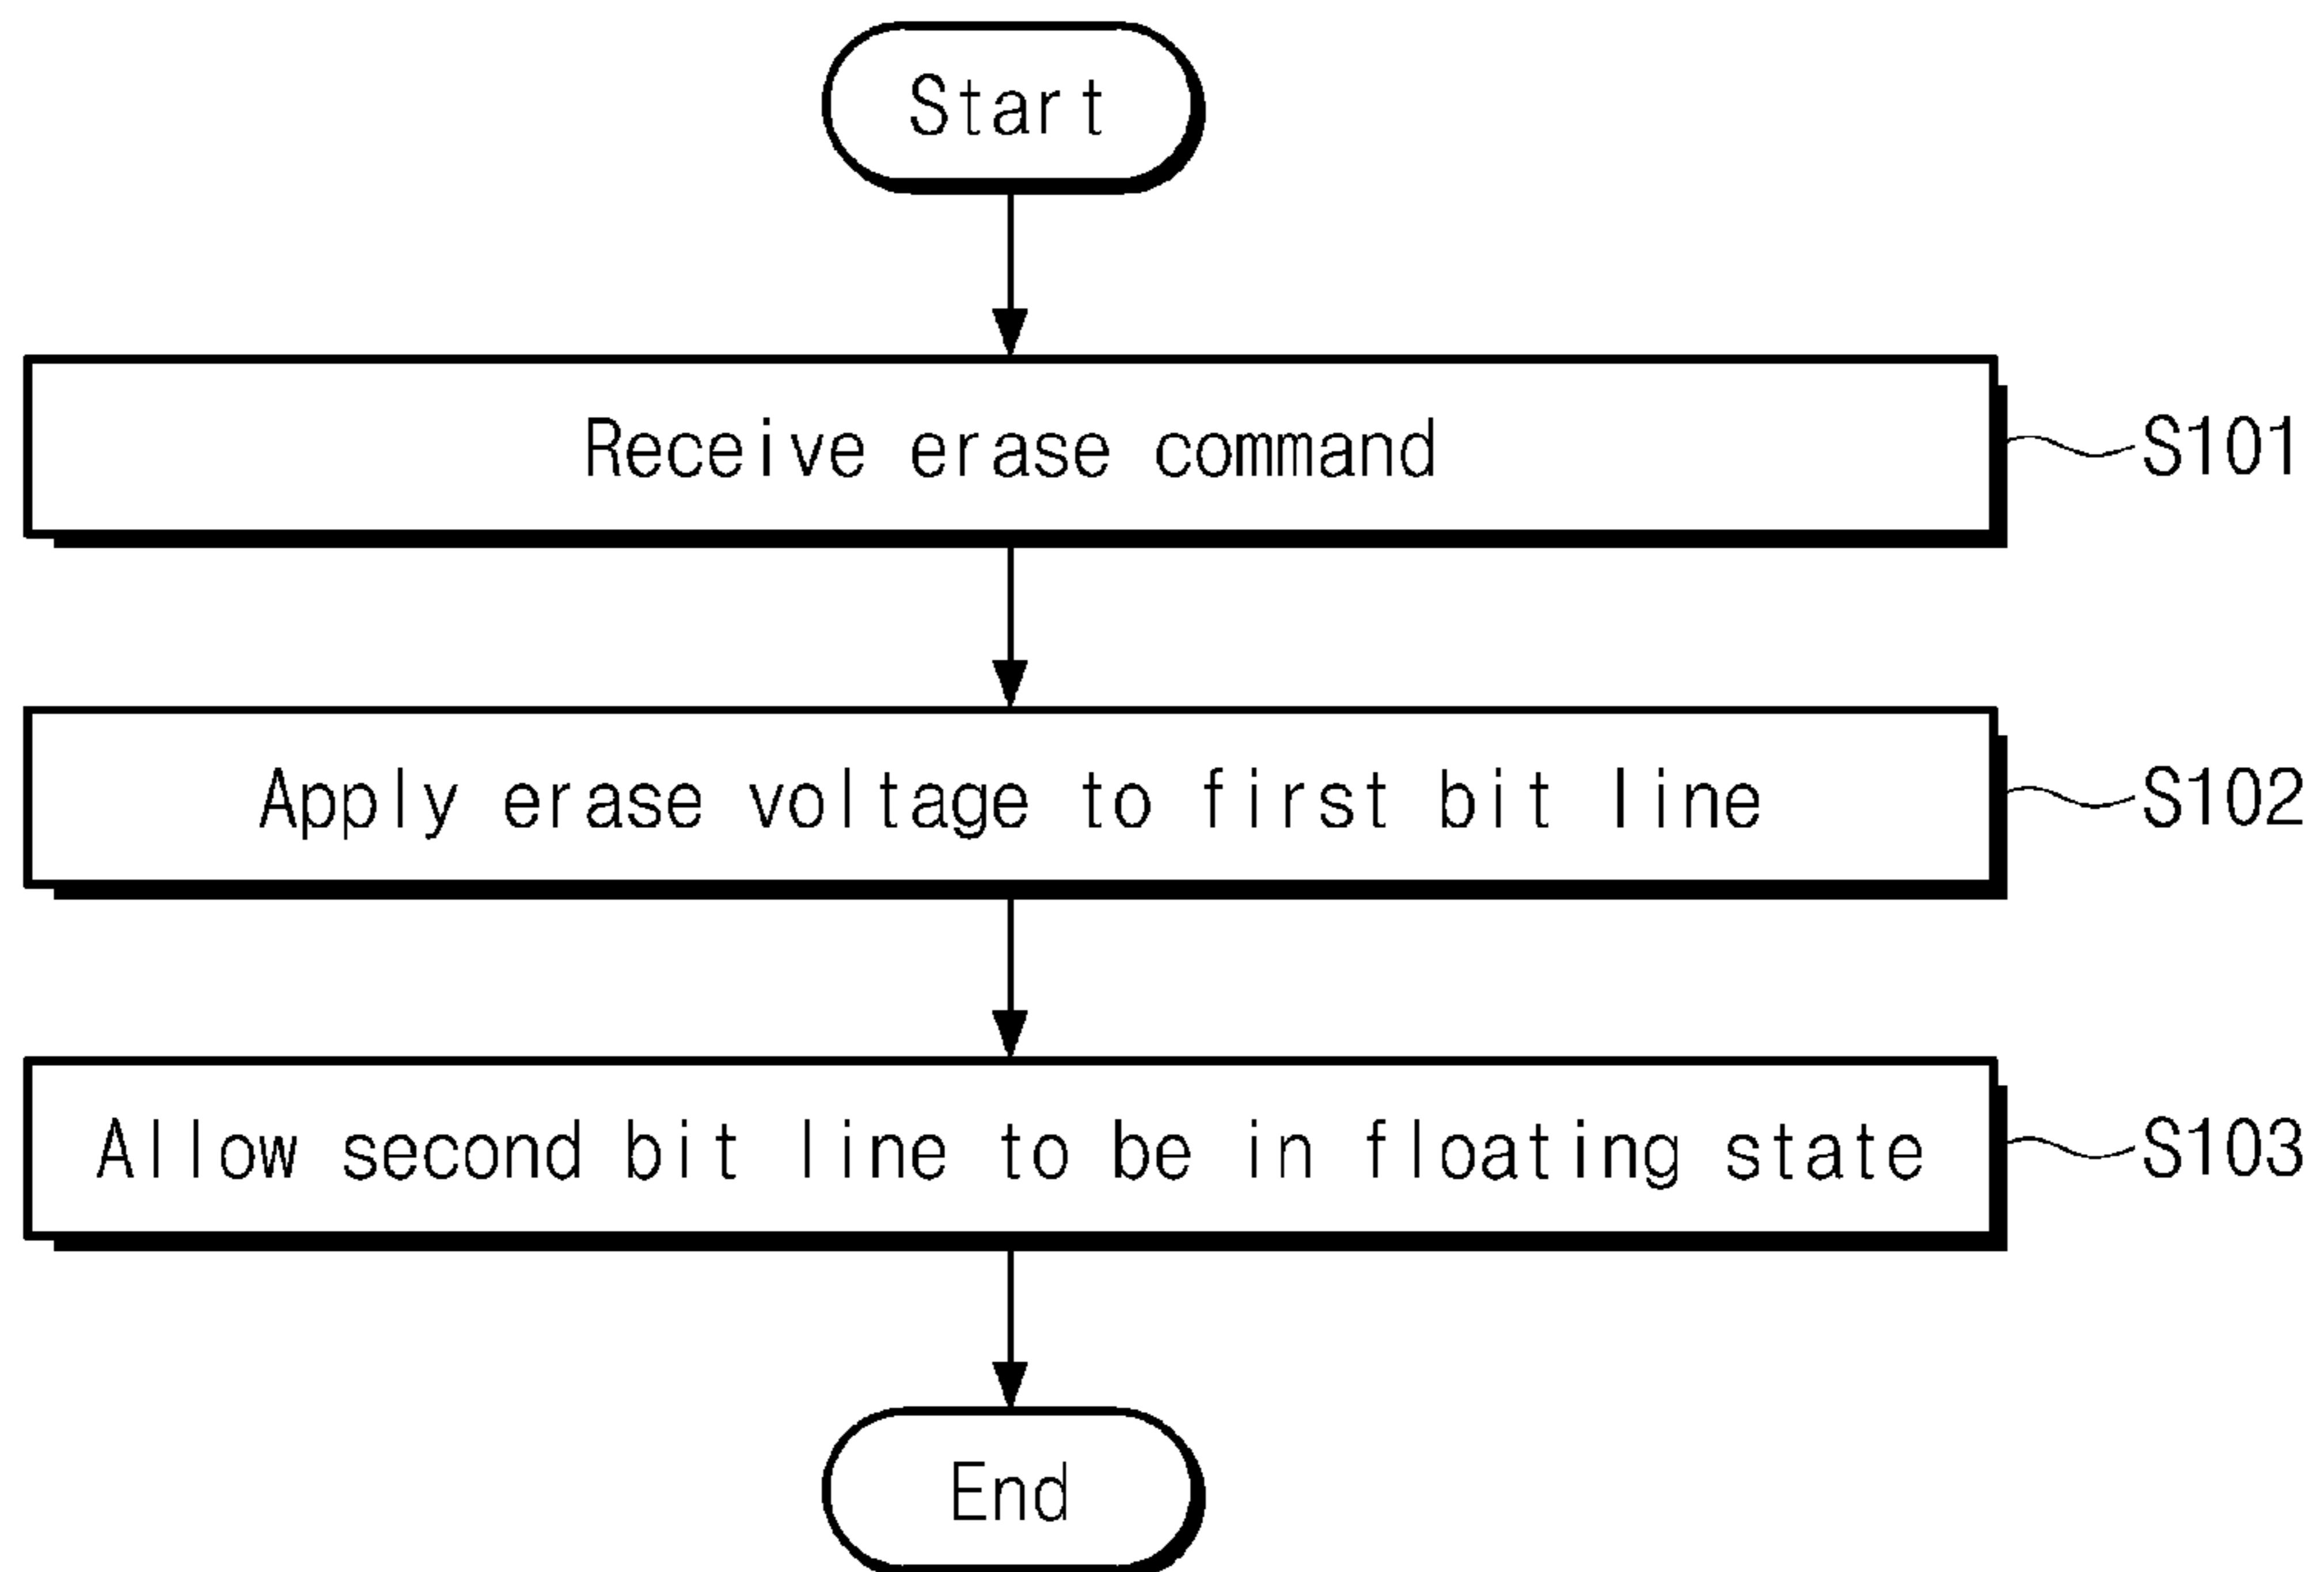 Start
Receive erase command
S101
Apply erase voltage to first bit line
S102
Allow second bit line to be in floating state
S103
End